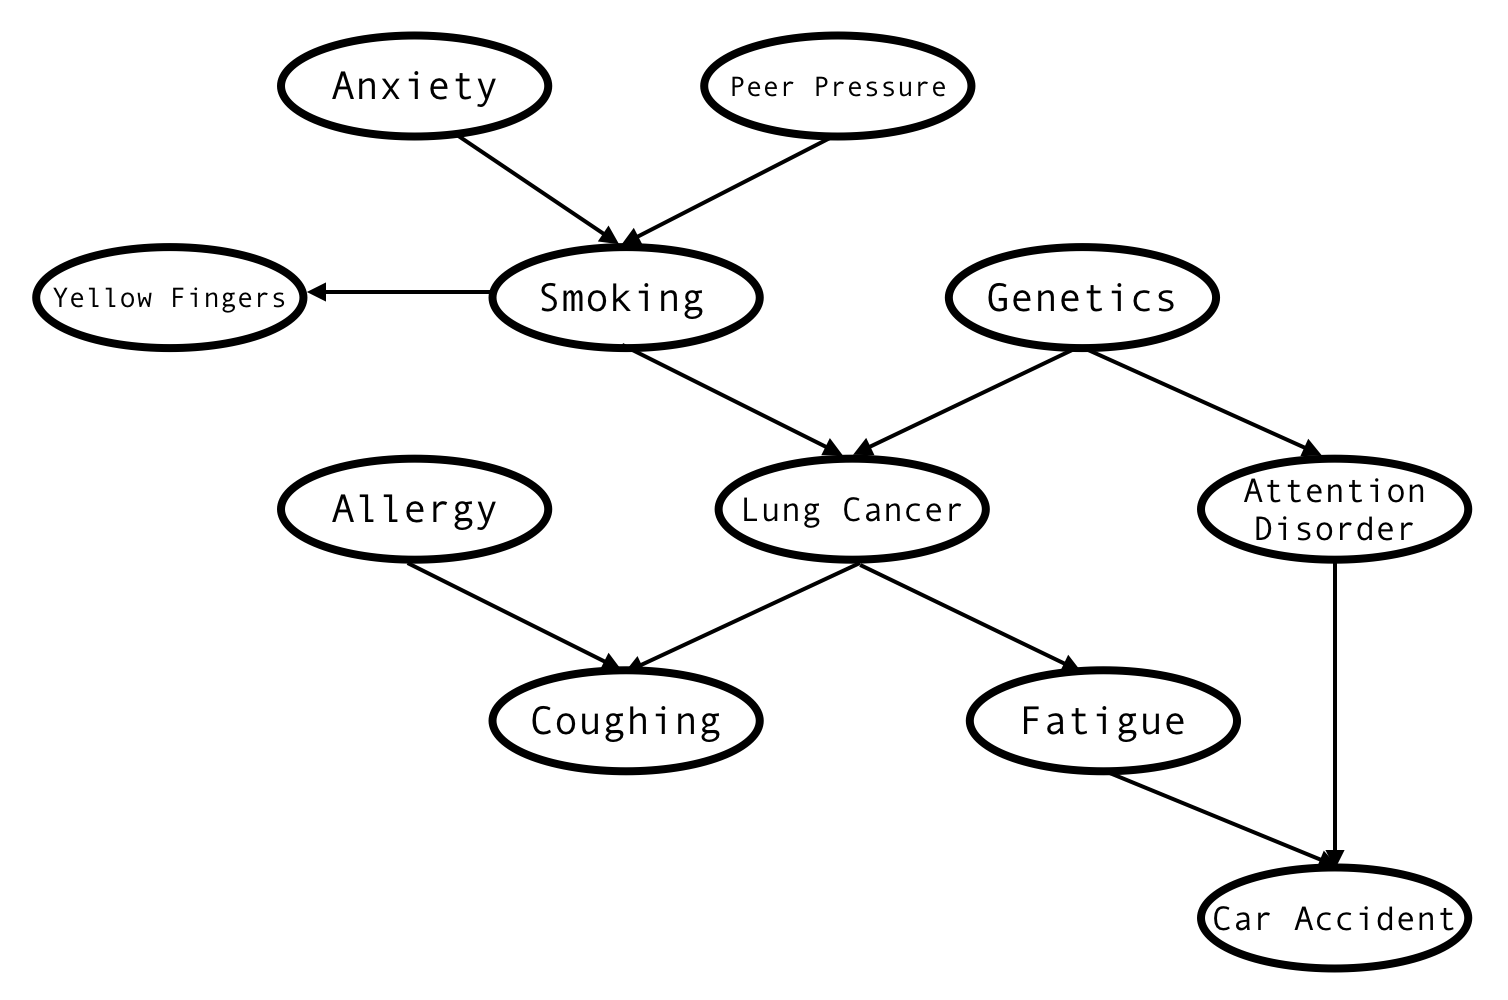 Anxiety
Peer Pressure
Yellow Fingers
Smoking
Genetics
Allergy
Lung Cancer
Attention
Disorder
Coughing
Fatigue
Car Accident